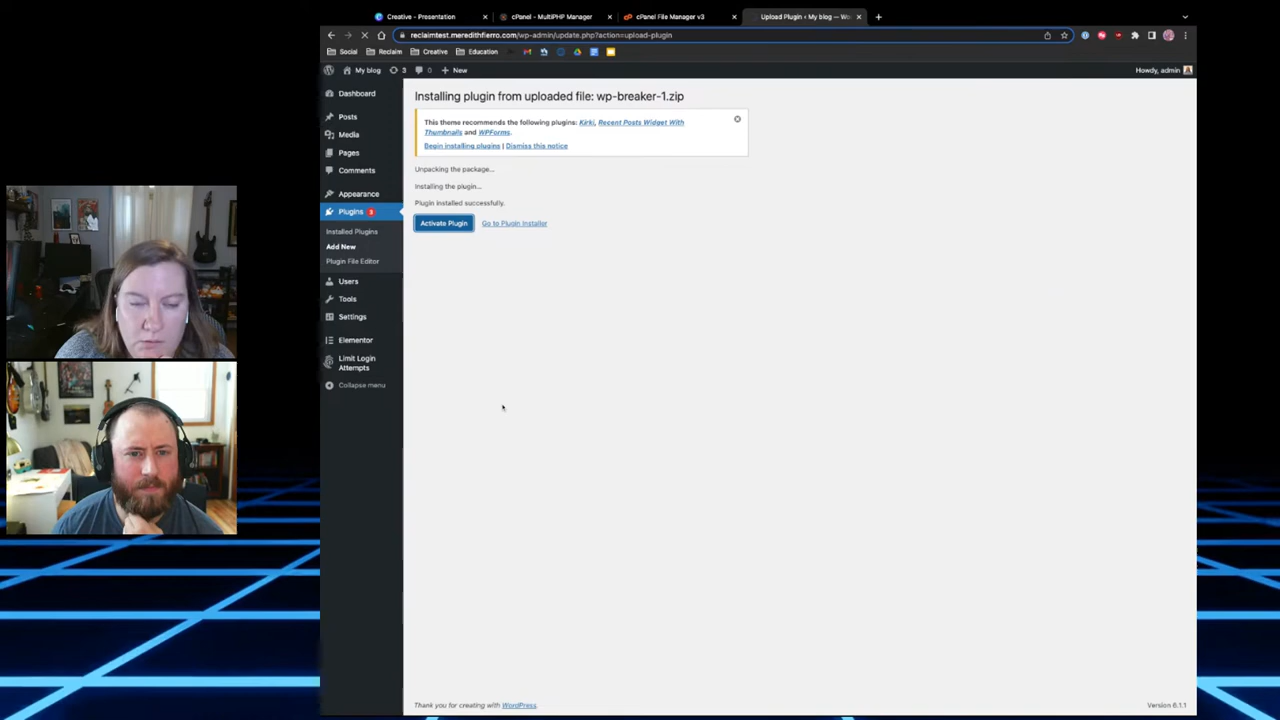 Creative - Presentation
cPanel - MultiPHP Manager
cPanel File Manager v3
Upload Plugin ‹ My blog — Wo
reclaimtest.meredithfierro.com/wp-admin/update.php?action=upload-plugin
Social
Reclaim
Creative
Education
My blog
3
0
New
Howdy, admin
Dashboard
Posts
Media
Pages
Comments
Appearance
Plugins 3
Installed Plugins
Add New
Plugin File Editor
Users
Tools
Settings
Elementor
Limit Login
Attempts
Collapse menu
Installing plugin from uploaded file: wp-breaker-1.zip
This theme recommends the following plugins: Kirki, Recent Posts Widget With
Thumbnails and WPForms.
Begin installing plugins | Dismiss this notice
Unpacking the package…
Installing the plugin…
Plugin installed successfully.
Activate Plugin
Go to Plugin Installer
Thank you for creating with WordPress.
Version 6.1.1